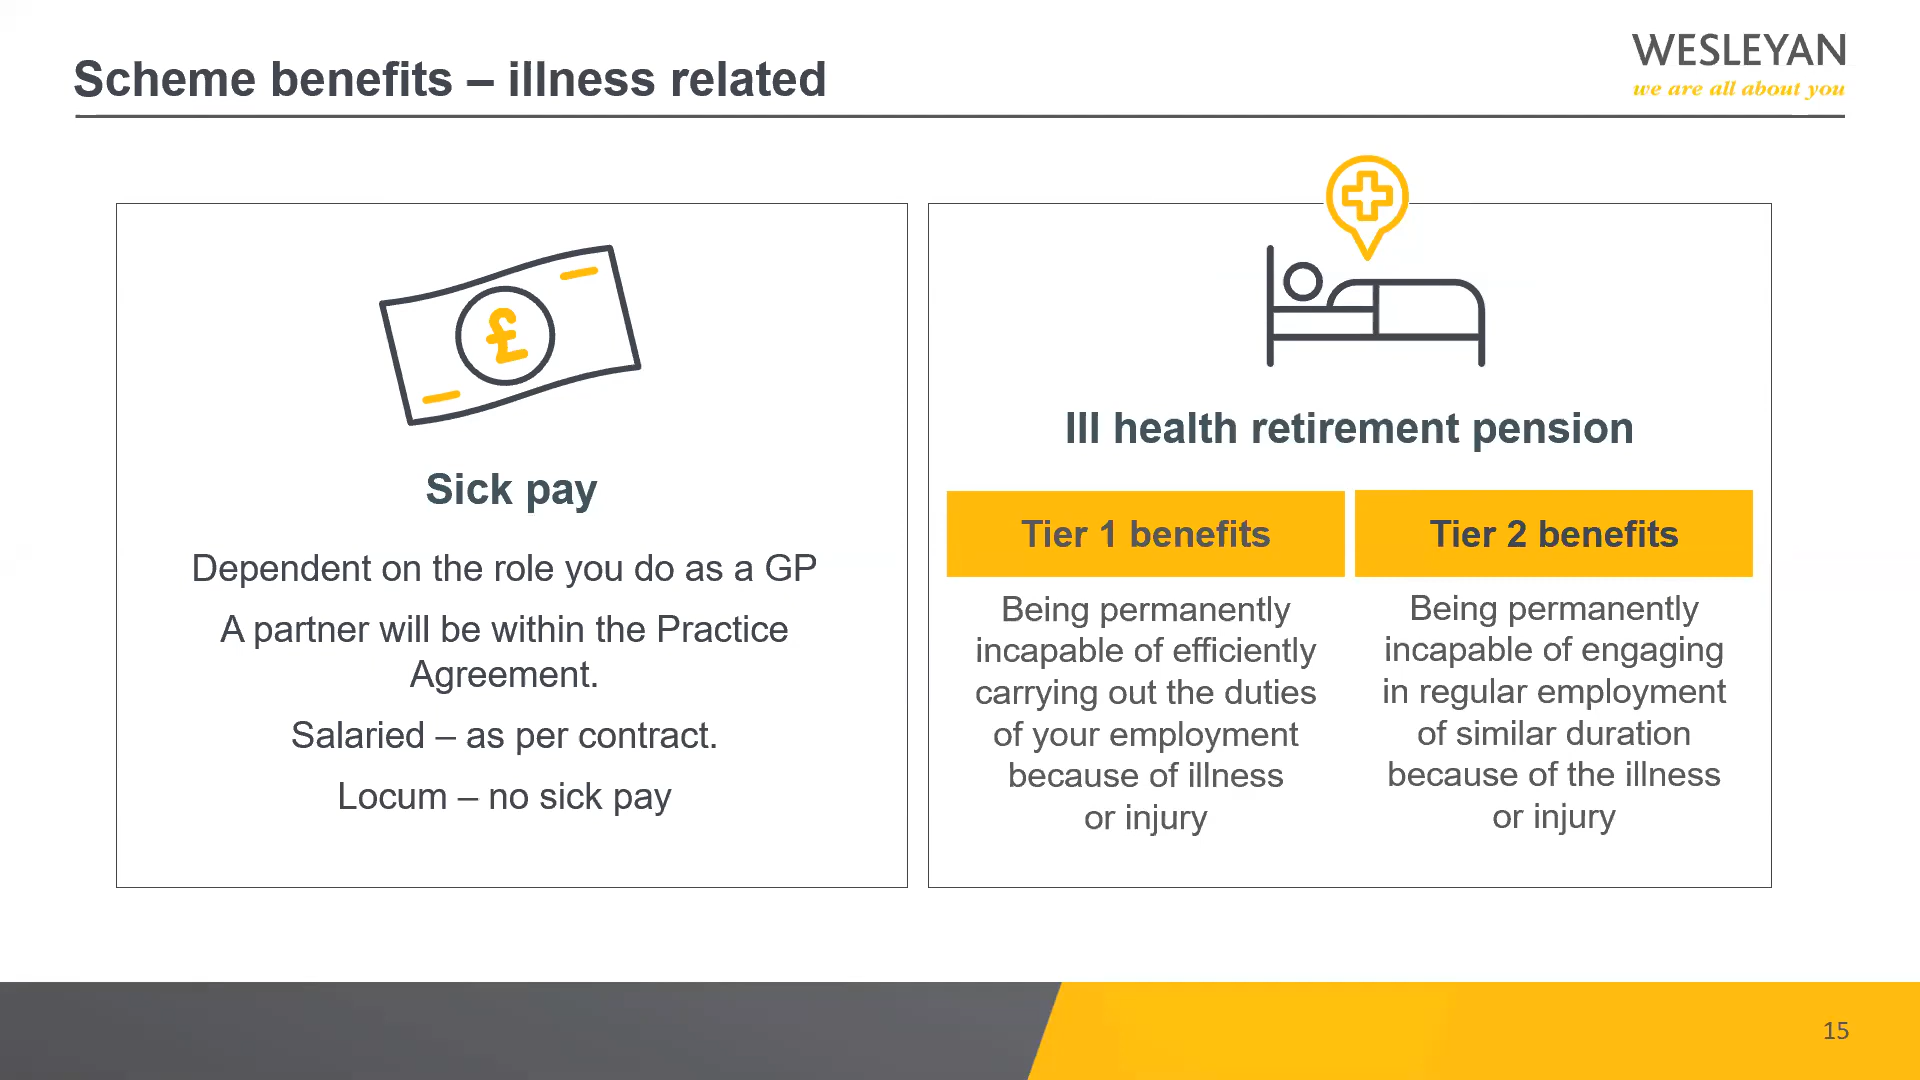 Scheme benefits – illness related
WESLEYAN
we are all about you
£
Sick pay
Dependent on the role you do as a GP
A partner will be within the Practice
Agreement.
Salaried – as per contract.
Locum – no sick pay
Ill health retirement pension
Tier 1 benefits
Being permanently
incapable of efficiently
carrying out the duties
of your employment
because of illness
or injury
Tier 2 benefits
Being permanently
incapable of engaging
in regular employment
of similar duration
because of the illness
or injury
15